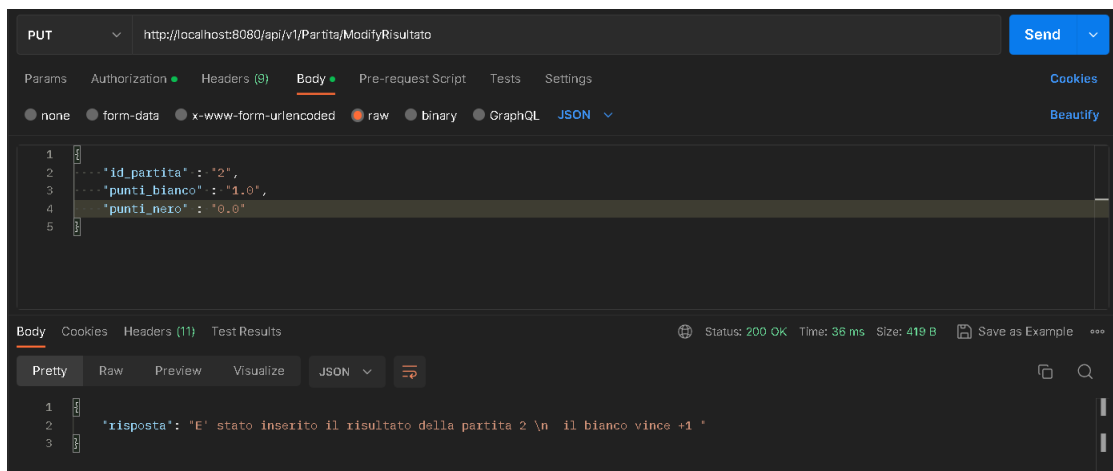 PUT http://localhost:8080/api/v1/Partita/ModifyRisultato Send
Params Authorization Headers (9) Body Pre-request Script Tests Settings Cookies
none form-data x-www-form-urlencoded raw binary GraphQL JSON Beautify
1 {
2 "id_partita" : "2",
3 "punti_bianco" : "1.0",
4 "punti_nero" : "0.0"
5 }
Body Cookies Headers (11) Test Results Status: 200 OK Time: 36 ms Size: 419 B Save as Example
Pretty Raw Preview Visualize JSON
1 {
2 "risposta": "E' stato inserito il risultato della partita 2 \n  il bianco vince +1 "
3 }